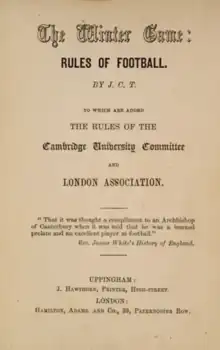 The Winter Game:
RULES OF FOOTBALL.
BY J. C. T.
TO WHICH ARE ADDED
THE RULES OF THE
Cambridge University Committee
AND
LONDON ASSOCIATION.
"That it was thought a compliment to an Archbishop
of Canterbury when it was said that he was a learned
prelate and an excellent player at football."
Rev. James White's History of England.
UPPINGHAM:
J. HAWTHORN, PRINTER, HIGH-STREET.
LONDON:
HAMILTON, ADAMS AND CO., 33, PATERNOSTER ROW.